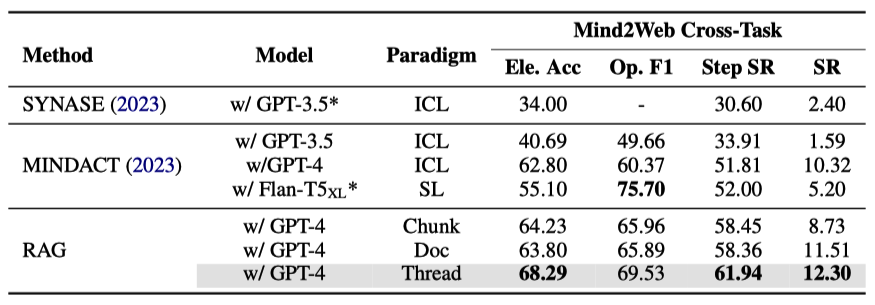 Mind2Web Cross-Task
Method Model Paradigm Ele. Acc Op. F1 Step SR SR
SYNASE (2023) w/ GPT-3.5* ICL 34.00 - 30.60 2.40
w/ GPT-3.5 ICL 40.69 49.66 33.91 1.59
MINDACT (2023) w/GPT-4 ICL 62.80 60.37 51.81 10.32
w/ Flan-T5XL* SL 55.10 75.70 52.00 5.20
w/ GPT-4 Chunk 64.23 65.96 58.45 8.73
RAG w/ GPT-4 Doc 63.80 65.89 58.36 11.51
w/ GPT-4 Thread 68.29 69.53 61.94 12.30